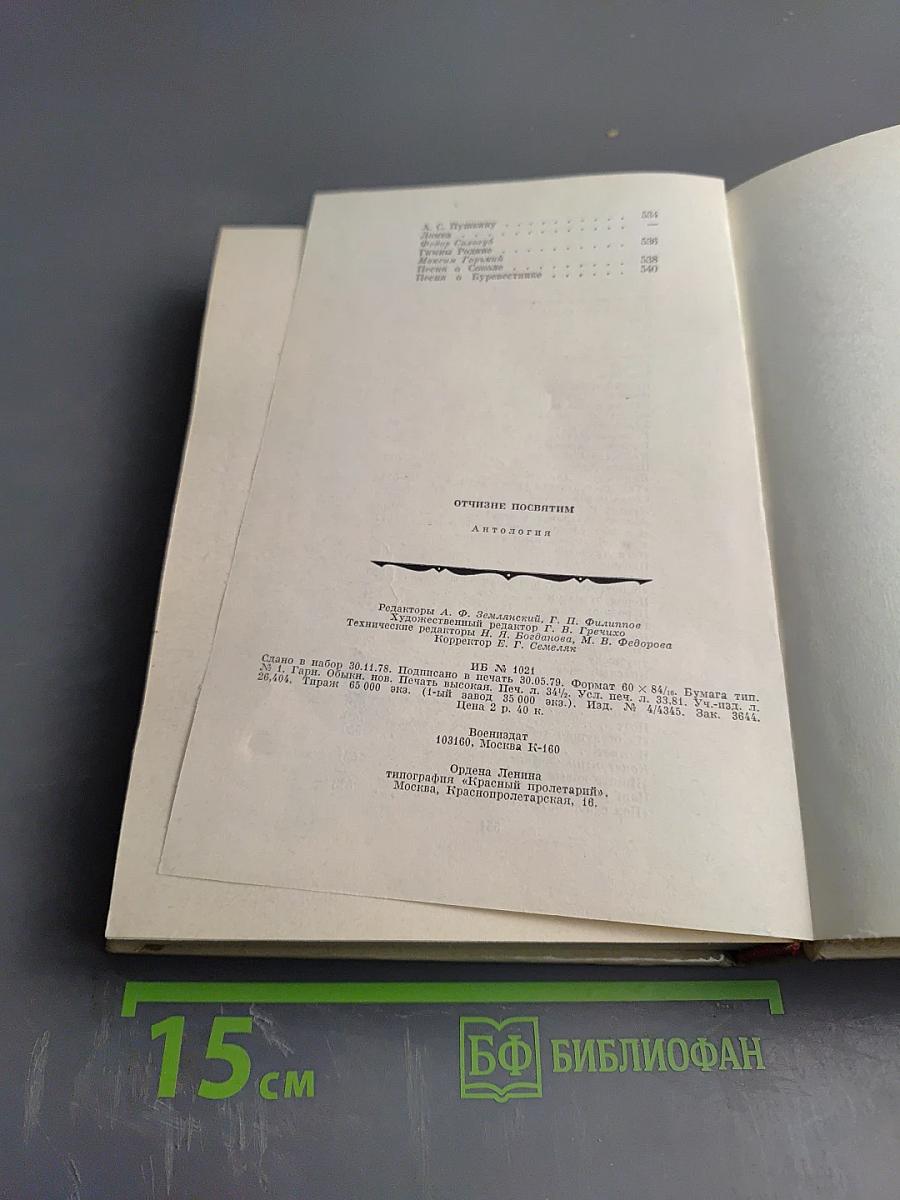 А. С. Пушкину . . . . . . . . . . 534
Лимка . . . . . . . . . . —
Федор Сологуб
Гимны Родине . . . . . . . . . . 536
Максим Горький
Песня о Соколе . . . . . . . . . 538
Песня о Буревестнике . . . . . . 540
ОТЧИЗНЕ ПОСВЯТИМ
Антология
Редакторы А. Ф. Землянский, Г. П. Филиппов
Художественный редактор Г. В. Гречихо
Технические редакторы Н. Я. Богданова, М. В. Федорова
Корректор Е. Г. Семеляк
ИБ № 1021
Сдано в набор 30.11.78. Подписано в печать 30.05.79. Формат 60 × 84/16. Бумага тип.
№ 1. Гарн. Обыкн. нов. Печать высокая. Печ. л. 34½. Усл. печ. л. 33,81. Уч.-изд. л.
26,404. Тираж 65 000 экз. (1-ый завод 35 000 экз.). Изд. № 4/4345. Зак. 3644.
Цена 2 р. 40 к.
Воениздат
103160, Москва К-160
Ордена Ленина
типография «Красный пролетарий».
Москва, Краснопролетарская, 16.
15 см
БФ БИБЛИОФАН